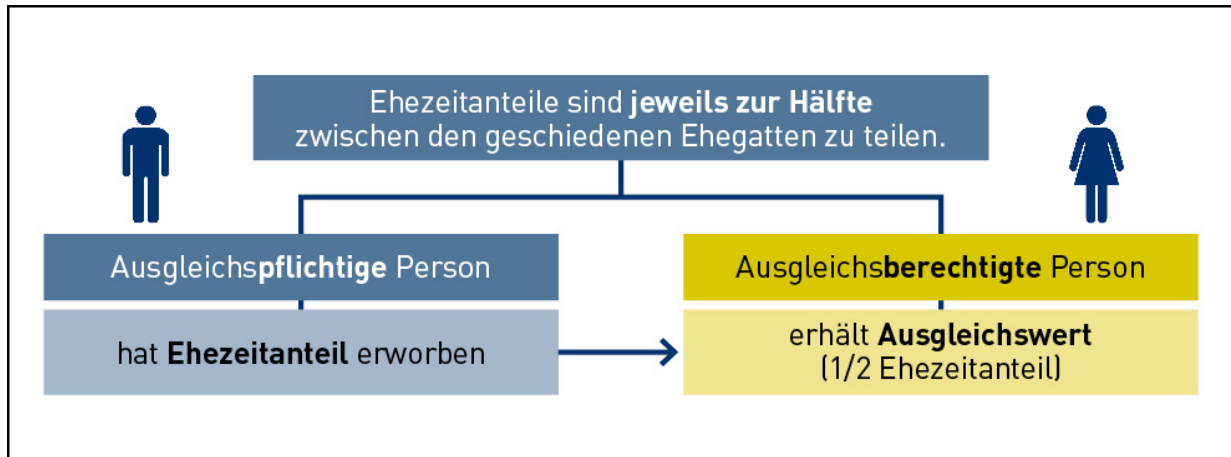 Ehezeitanteile sind jeweils zur Hälfte
zwischen den geschiedenen Ehegatten zu teilen.
Ausgleichspflichtige Person
hat Ehezeitanteil erworben
Ausgleichsberechtigte Person
erhält Ausgleichswert
(1/2 Ehezeitanteil)